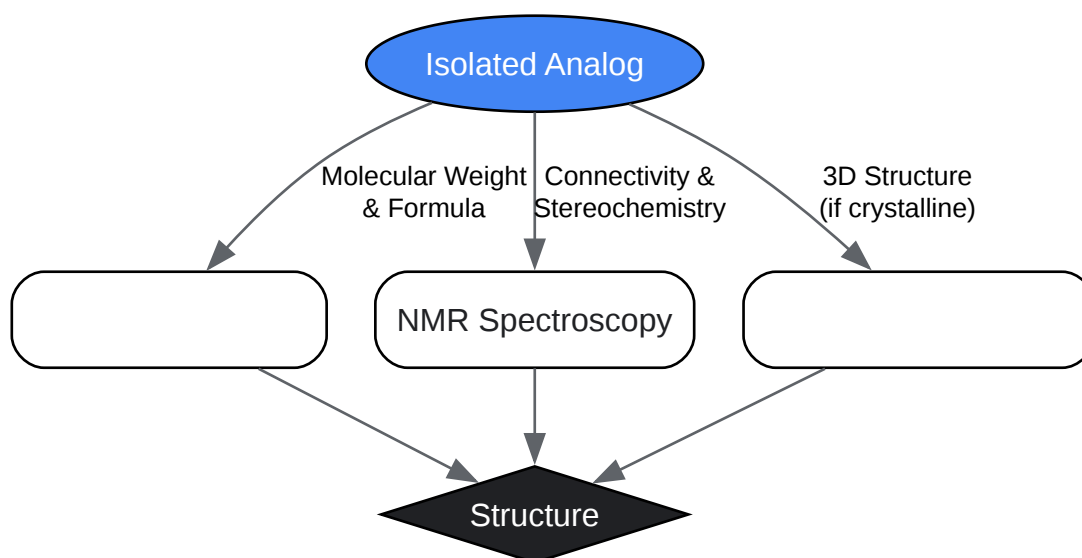 Isolated Analog
Molecular Weight
& Formula
Connectivity &
Stereochemistry
3D Structure
(if crystalline)
NMR Spectroscopy
Structure